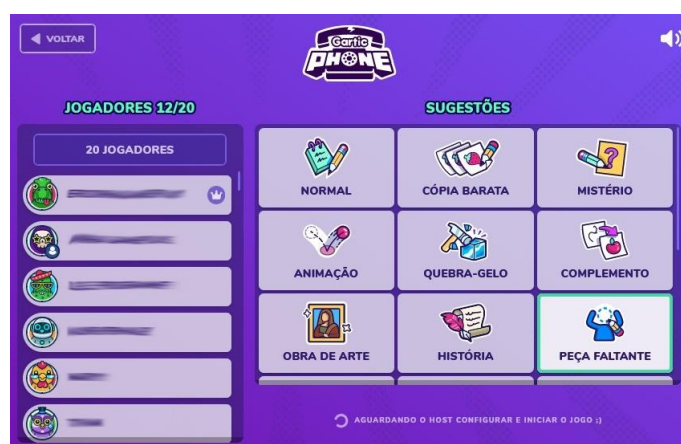 VOLTAR
Gartic
PHONE
JOGADORES 12/20
SUGESTÕES
20 JOGADORES
NORMAL
CÓPIA BARATA
MISTÉRIO
ANIMAÇÃO
QUEBRA-GELO
COMPLEMENTO
OBRA DE ARTE
HISTÓRIA
PEÇA FALTANTE
AGUARDANDO O HOST CONFIGURAR E INICIAR O JOGO ;)